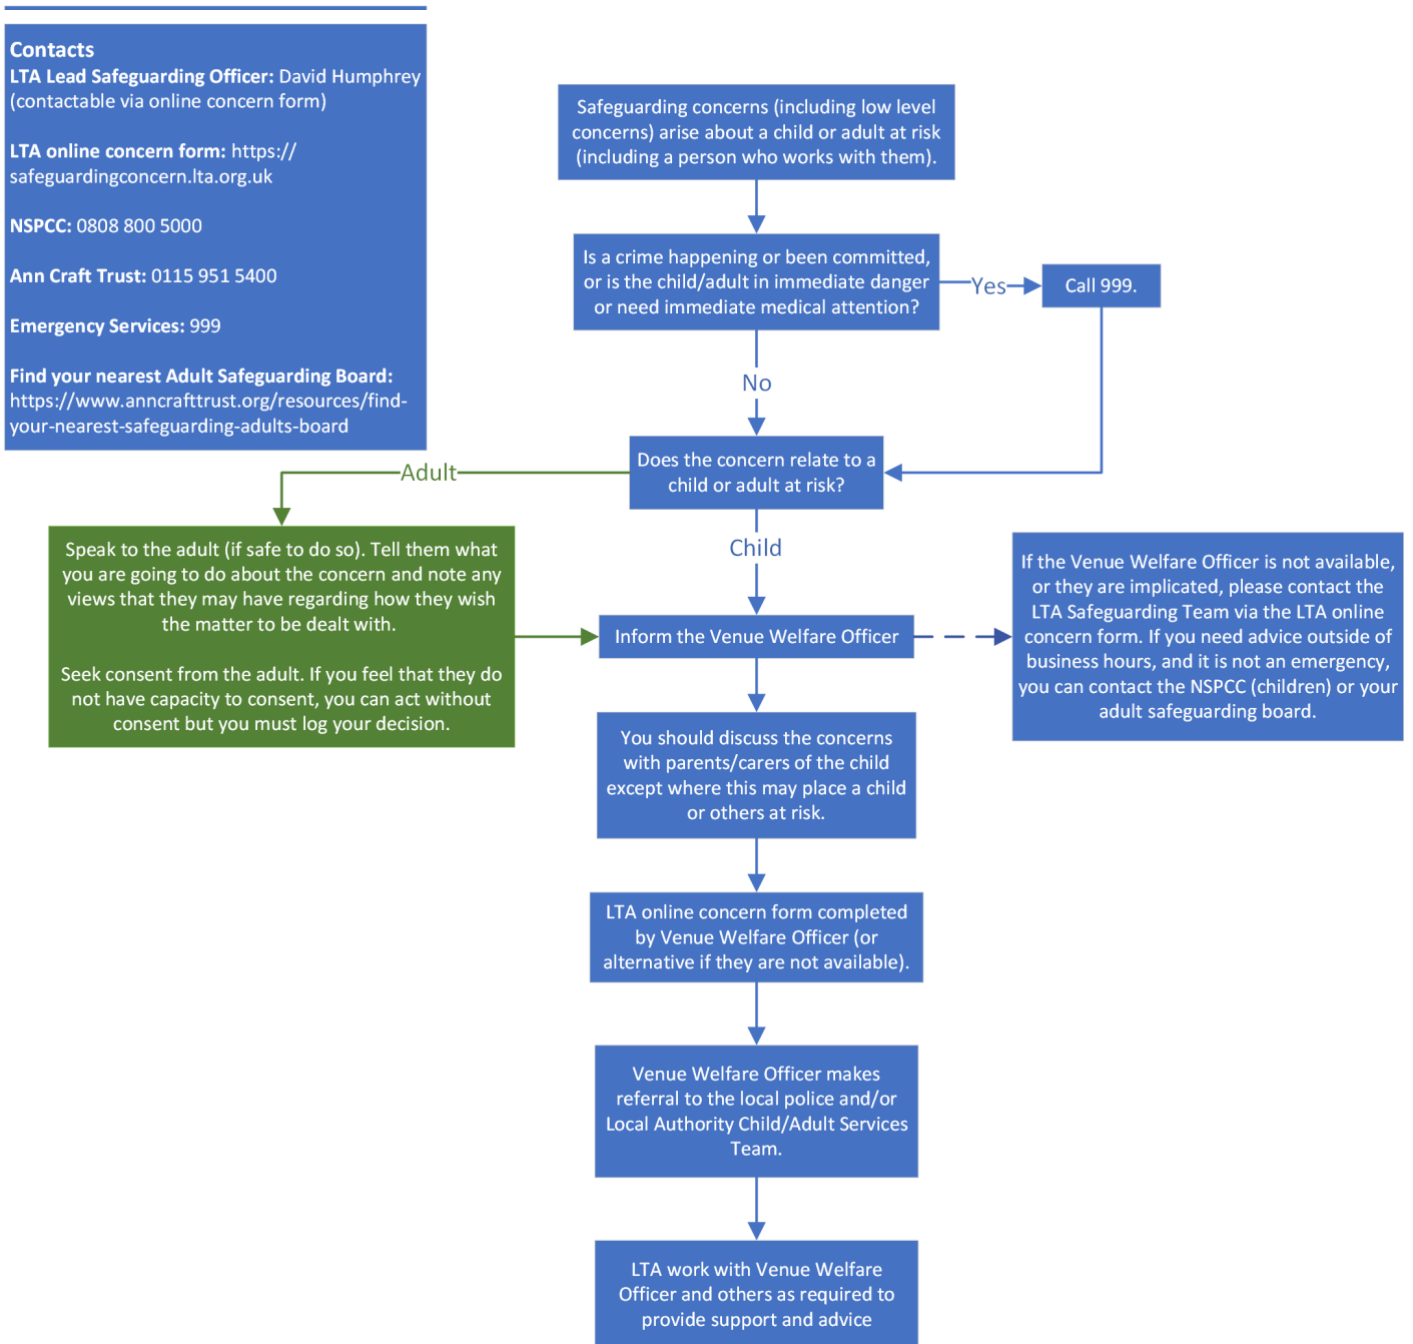 Contacts
LTA Lead Safeguarding Officer: David Humphrey
(contactable via online concern form)
LTA online concern form: https://
safeguardingconcern.lta.org.uk
NSPCC: 0808 800 5000
Ann Craft Trust: 0115 951 5400
Emergency Services: 999
Find your nearest Adult Safeguarding Board:
https://www.anncrafttrust.org/resources/find-
your-nearest-safeguarding-adults-board
Safeguarding concerns (including low level
concerns) arise about a child or adult at risk
(including a person who works with them).
Is a crime happening or been committed,
or is the child/adult in immediate danger
or need immediate medical attention?
Yes
Call 999.
No
Does the concern relate to a
child or adult at risk?
Adult
Speak to the adult (if safe to do so). Tell them what
you are going to do about the concern and note any
views that they may have regarding how they wish
the matter to be dealt with.
Seek consent from the adult. If you feel that they do
not have capacity to consent, you can act without
consent but you must log your decision.
Child
Inform the Venue Welfare Officer
If the Venue Welfare Officer is not available,
or they are implicated, please contact the
LTA Safeguarding Team via the LTA online
concern form. If you need advice outside of
business hours, and it is not an emergency,
you can contact the NSPCC (children) or your
adult safeguarding board.
You should discuss the concerns
with parents/carers of the child
except where this may place a child
or others at risk.
LTA online concern form completed
by Venue Welfare Officer (or
alternative if they are not available).
Venue Welfare Officer makes
referral to the local police and/or
Local Authority Child/Adult Services
Team.
LTA work with Venue Welfare
Officer and others as required to
provide support and advice